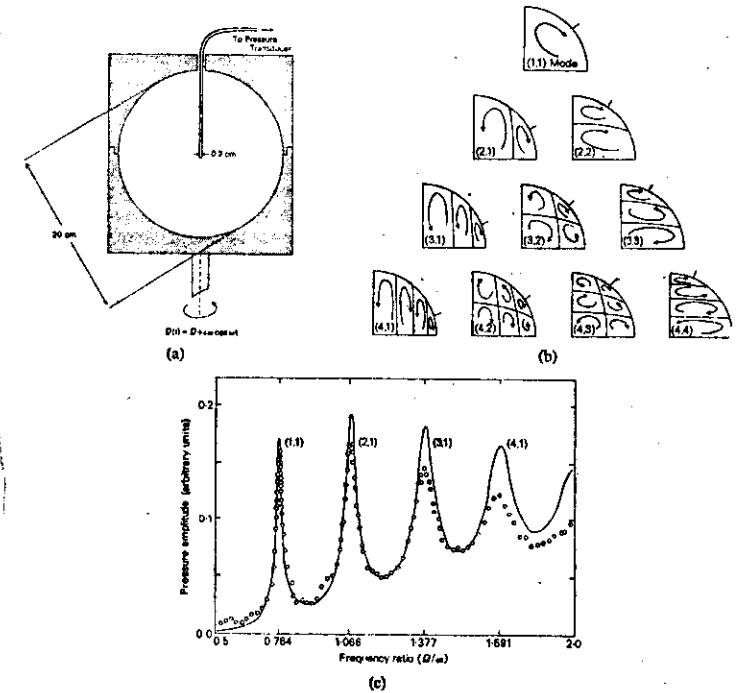 To Pressure
Transducer
0.2 cm
20 cm
(a)
(1,1) Mode
(2,1)
(2,2)
(3,1)
(3,2)
(3,3)
(4,1)
(4,2)
(4,3)
(4,4)
(b)
Pressure amplitude (arbitrary units)
0·2
0·1
0·0
(1,1)
(2,1)
(3,1)
(4,1)
0·5
0·764
1·066
1·377
1·691
2·0
Frequency ratio
(c)